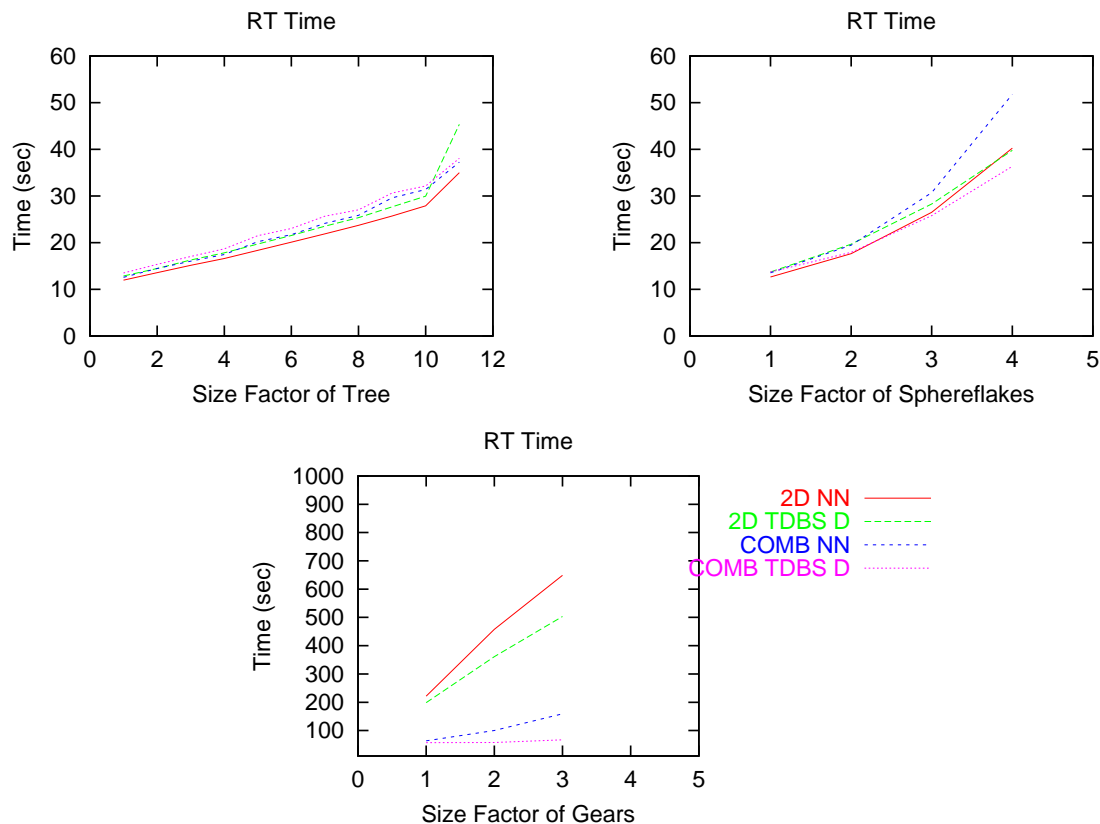 RT Time
60
50
40
30
20
10
0
0 2 4 6 8 10 12
Time (sec)
Size Factor of Tree
RT Time
60
50
40
30
20
10
0
0 1 2 3 4 5
Time (sec)
Size Factor of Sphereflakes
RT Time
1000
900
800
700
600
500
400
300
200
100
0 1 2 3 4 5
Time (sec)
Size Factor of Gears
2D NN
2D TDBS D
COMB NN
COMB TDBS D